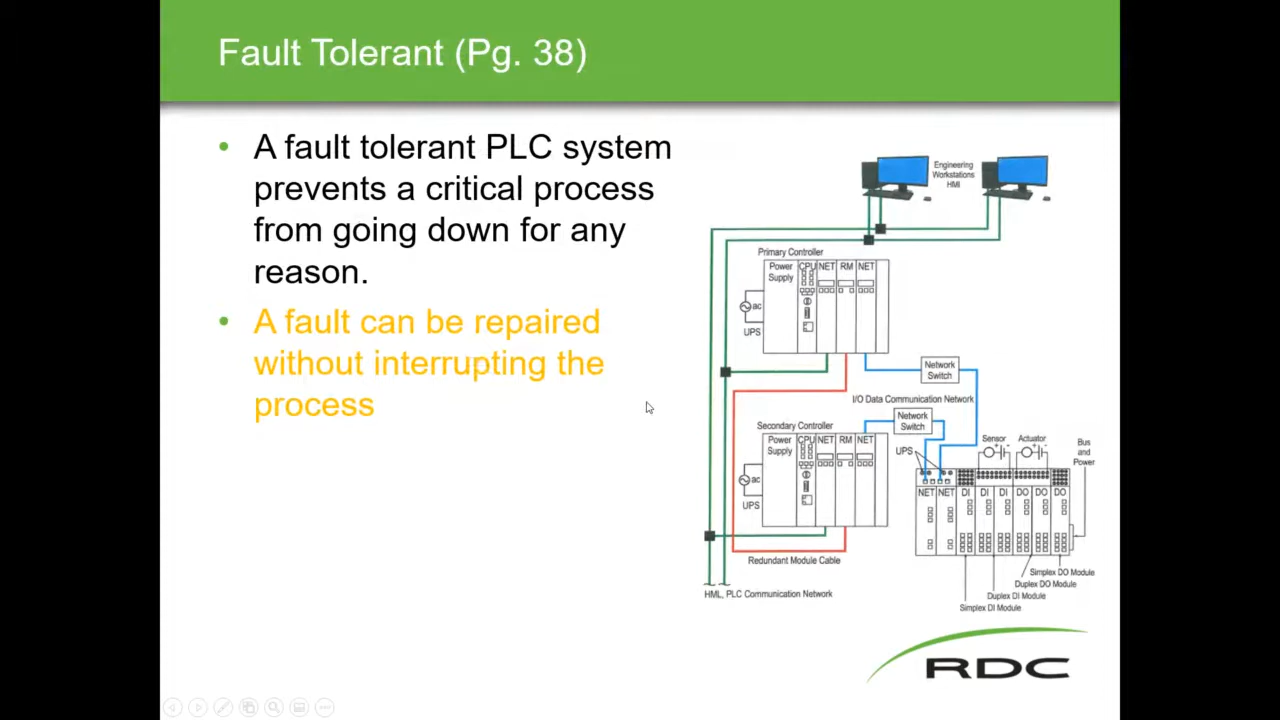 Fault Tolerant (Pg. 38)
• A fault tolerant PLC system
prevents a critical process
from going down for any
reason.
• A fault can be repaired
without interrupting the
process
Engineering
Workstations
HMI
Primary Controller
Power
Supply
CPU NET RM NET
ac
UPS
Network
Switch
I/O Data Communication Network
Network
Switch
Secondary Controller
Power
Supply
CPU NET RM NET
ac
UPS
UPS
Sensor
Actuator
Bus
and
Power
NET NET DI DI DI DO DO DO
Redundant Module Cable
Simplex DO Module
Duplex DO Module
Duplex DI Module
Simplex DI Module
HML, PLC Communication Network
RDC